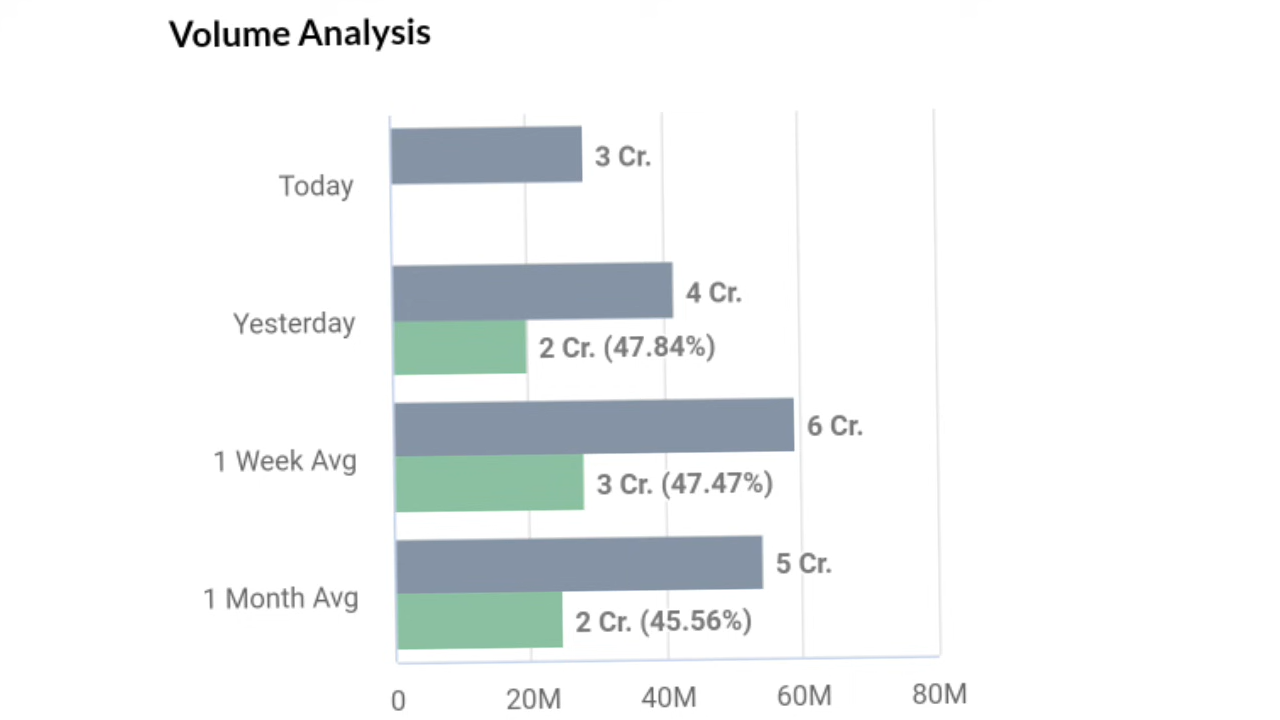 Volume Analysis
Today
3 Cr.
Yesterday
4 Cr.
2 Cr. (47.84%)
1 Week Avg
6 Cr.
3 Cr. (47.47%)
1 Month Avg
5 Cr.
2 Cr. (45.56%)
0 20M 40M 60M 80M